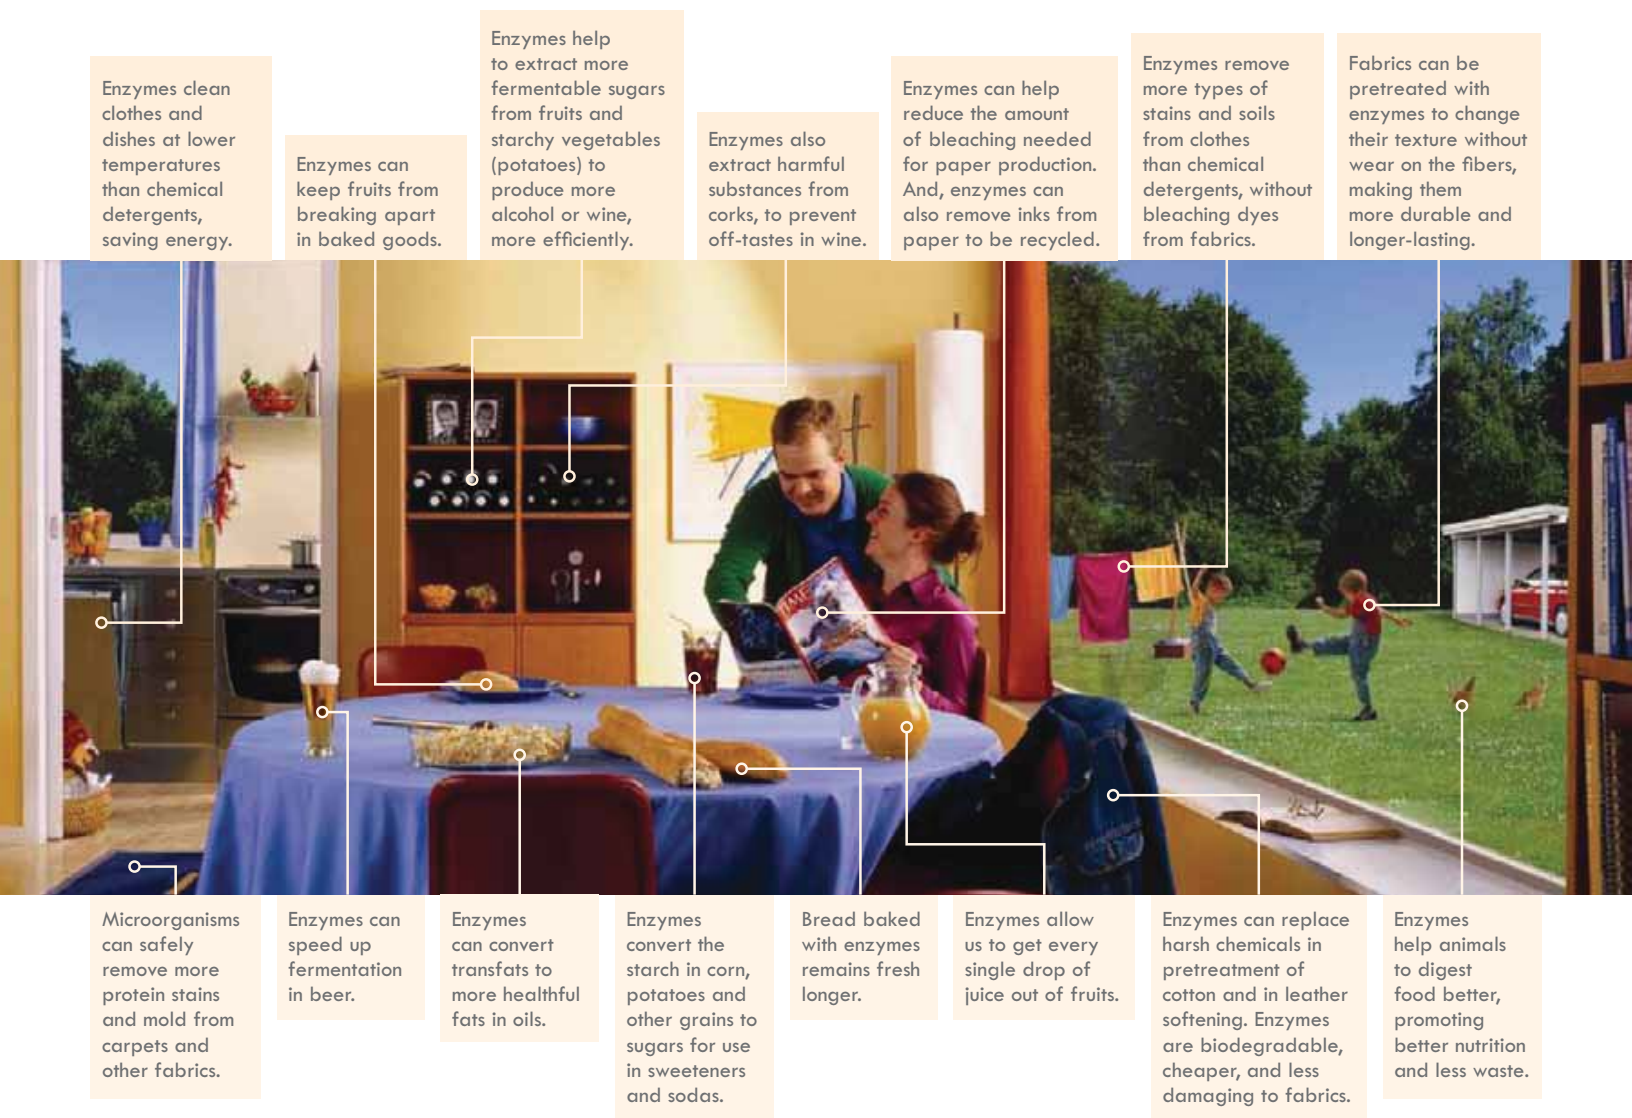 Enzymes clean
clothes and
dishes at lower
temperatures
than chemical
detergents,
saving energy.
Enzymes can
keep fruits from
breaking apart
in baked goods.
Enzymes help
to extract more
fermentable sugars
from fruits and
starchy vegetables
(potatoes) to
produce more
alcohol or wine,
more efficiently.
Enzymes also
extract harmful
substances from
corks, to prevent
off-tastes in wine.
Enzymes can help
reduce the amount
of bleaching needed
for paper production.
And, enzymes can
also remove inks from
paper to be recycled.
Enzymes remove
more types of
stains and soils
from clothes
than chemical
detergents, without
bleaching dyes
from fabrics.
Fabrics can be
pretreated with
enzymes to change
their texture without
wear on the fibers,
making them
more durable and
longer-lasting.
TIME
Microorganisms
can safely
remove more
protein stains
and mold from
carpets and
other fabrics.
Enzymes can
speed up
fermentation
in beer.
Enzymes
can convert
transfats to
more healthful
fats in oils.
Enzymes
convert the
starch in corn,
potatoes and
other grains to
sugars for use
in sweeteners
and sodas.
Bread baked
with enzymes
remains fresh
longer.
Enzymes allow
us to get every
single drop of
juice out of fruits.
Enzymes can replace
harsh chemicals in
pretreatment of
cotton and in leather
softening. Enzymes
are biodegradable,
cheaper, and less
damaging to fabrics.
Enzymes
help animals
to digest
food better,
promoting
better nutrition
and less waste.